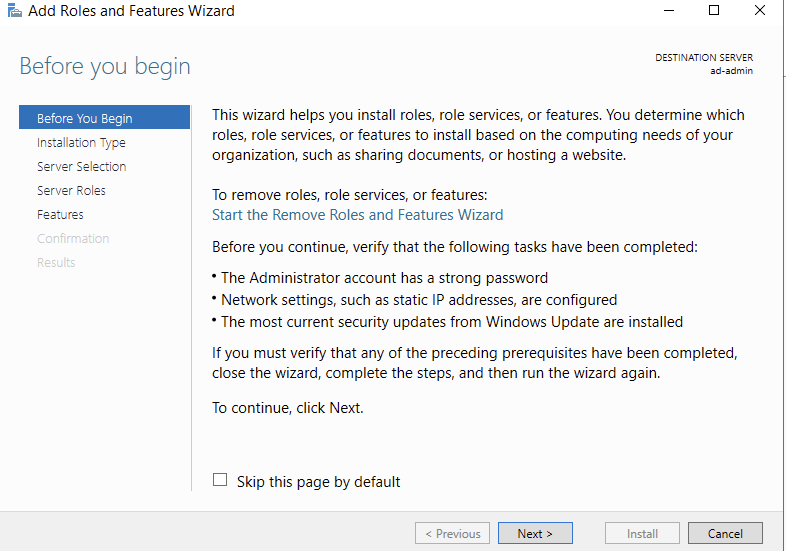 Add Roles and Features Wizard
Before you begin
DESTINATION SERVER
ad-admin
Before You Begin
Installation Type
Server Selection
Server Roles
Features
Confirmation
Results
This wizard helps you install roles, role services, or features. You determine which
roles, role services, or features to install based on the computing needs of your
organization, such as sharing documents, or hosting a website.
To remove roles, role services, or features:
Start the Remove Roles and Features Wizard
Before you continue, verify that the following tasks have been completed:
• The Administrator account has a strong password
• Network settings, such as static IP addresses, are configured
• The most current security updates from Windows Update are installed
If you must verify that any of the preceding prerequisites have been completed,
close the wizard, complete the steps, and then run the wizard again.
To continue, click Next.
Skip this page by default
< Previous
Next >
Install
Cancel